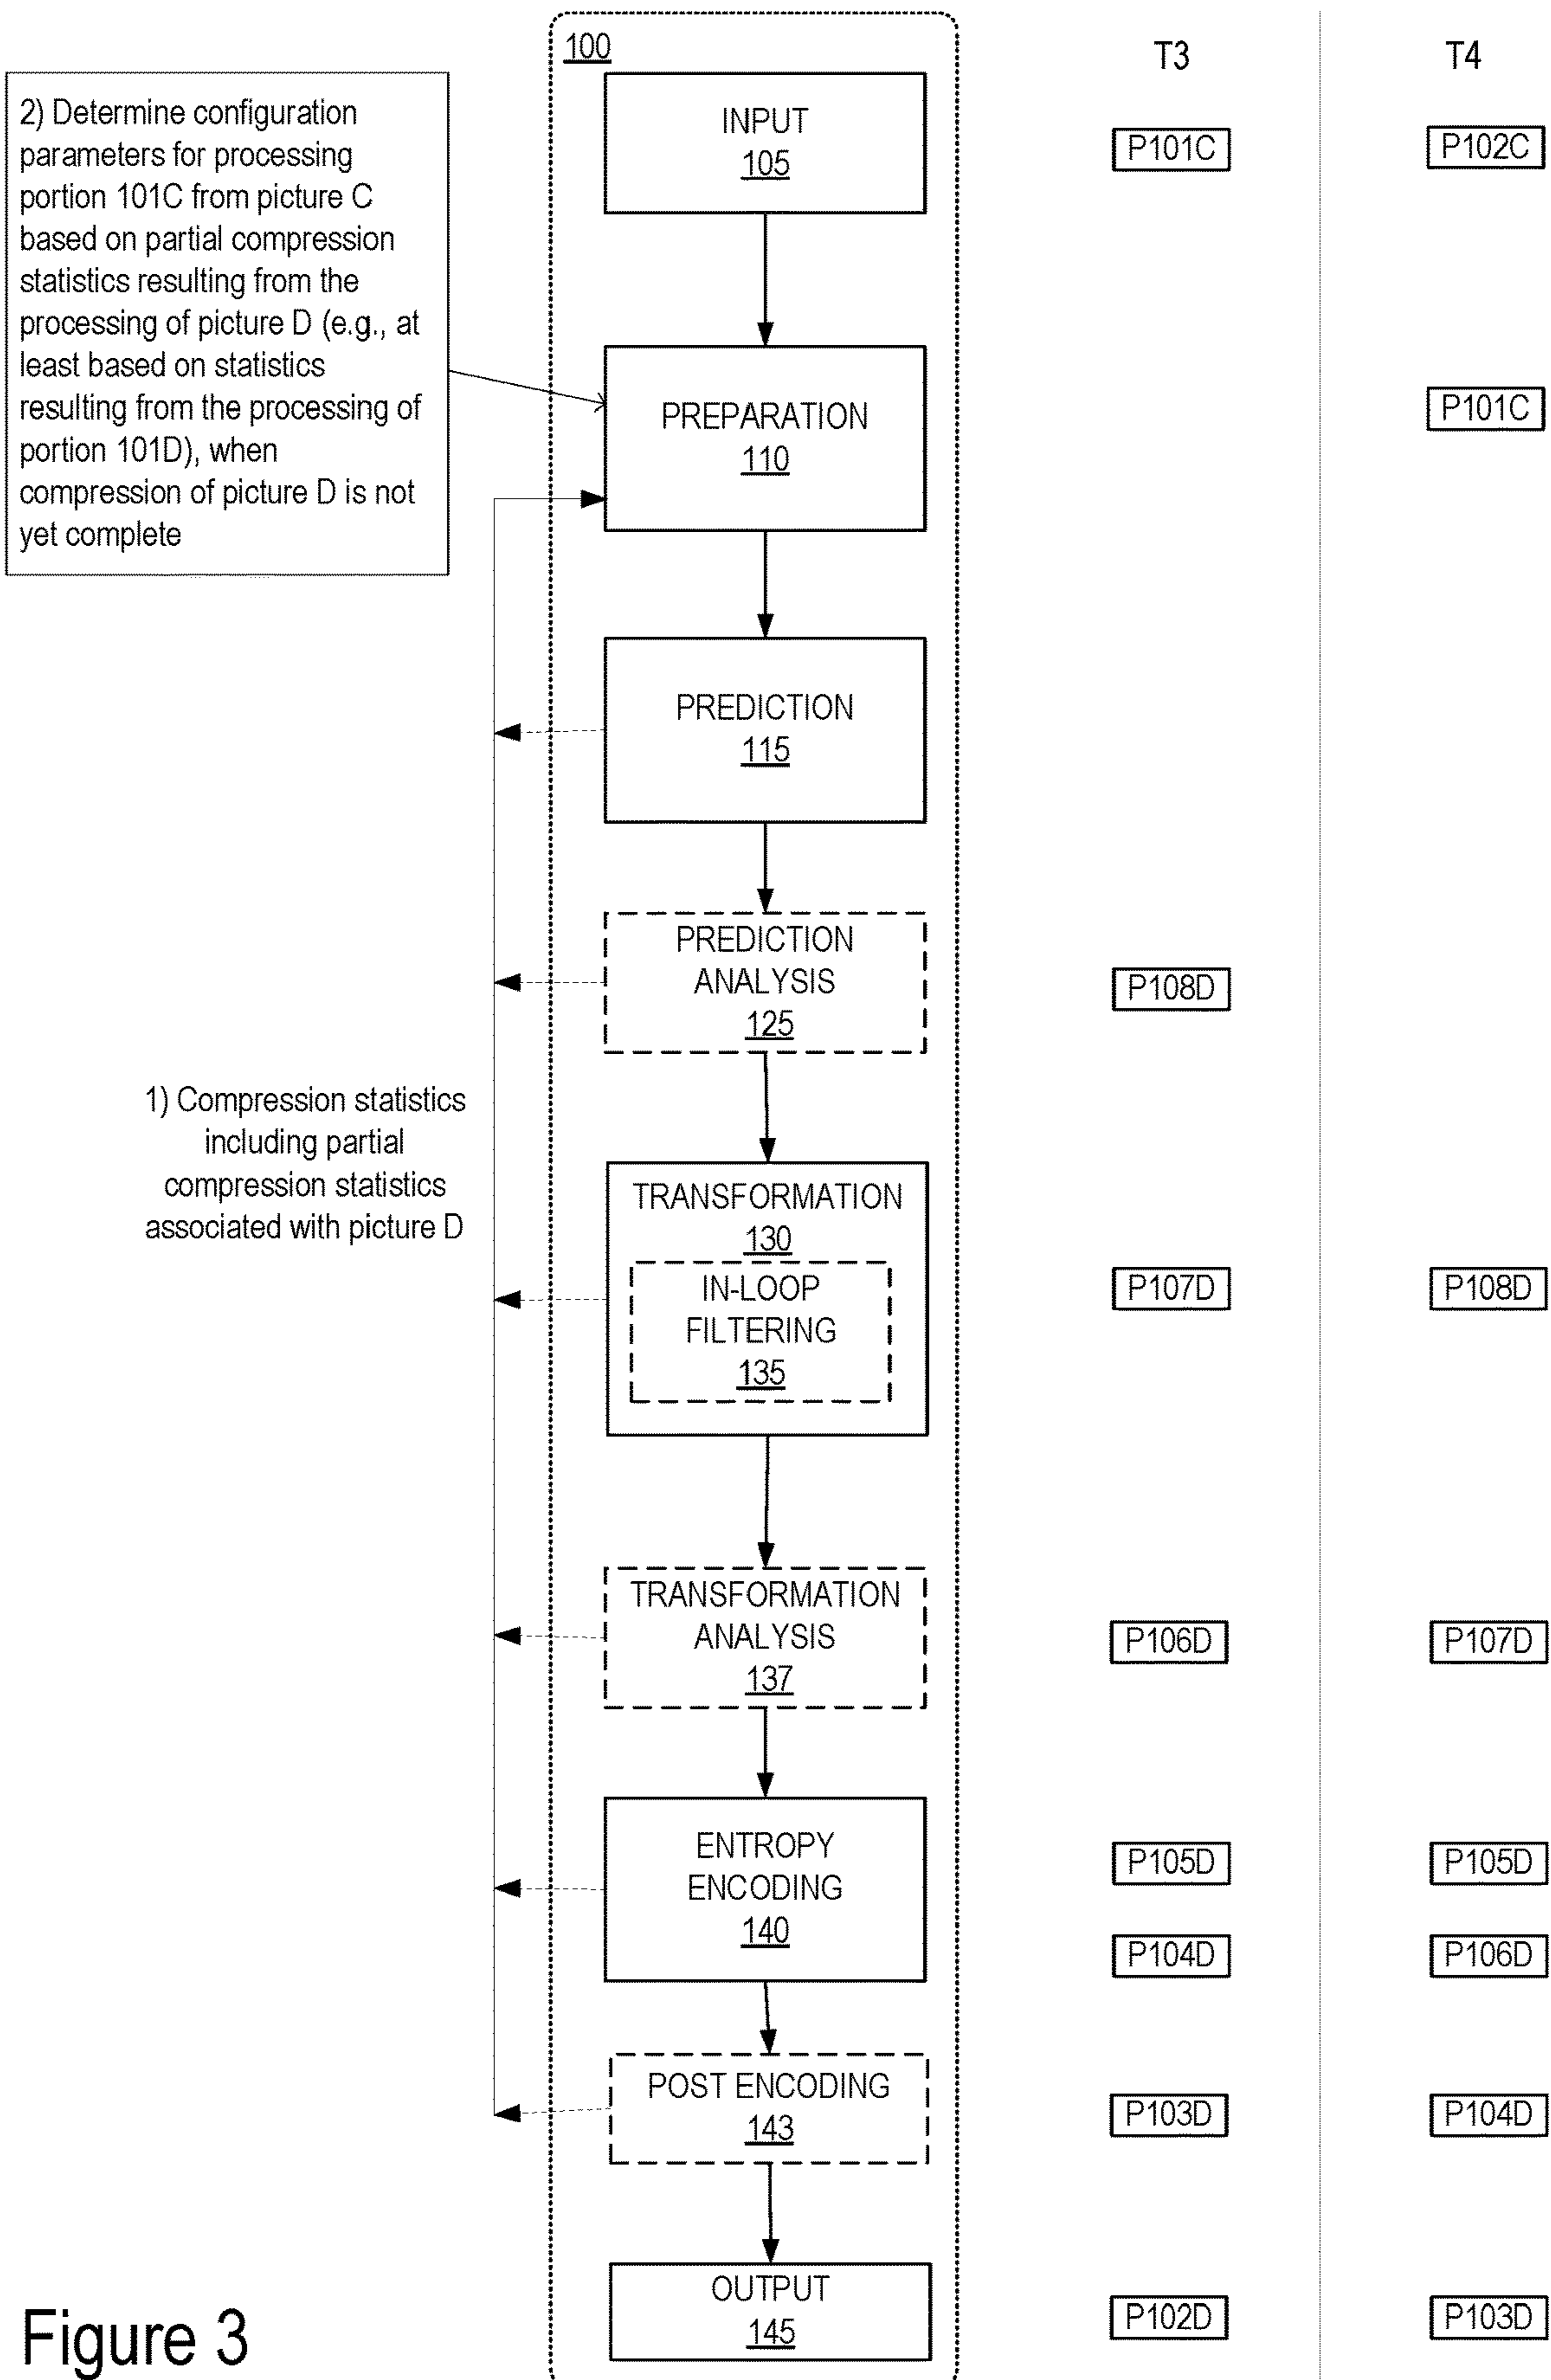 100
T3
T4
2) Determine configuration
parameters for processing
portion 101C from picture C
based on partial compression
statistics resulting from the
processing of picture D (e.g., at
least based on statistics
resulting from the processing of
portion 101D), when
compression of picture D is not
yet complete
INPUT
105
P101C
P102C
PREPARATION
110
P101C
PREDICTION
115
PREDICTION
ANALYSIS
125
P108D
1) Compression statistics
including partial
compression statistics
associated with picture D
TRANSFORMATION
130
IN-LOOP
FILTERING
135
P107D
P108D
TRANSFORMATION
ANALYSIS
137
P106D
P107D
ENTROPY
ENCODING
140
P105D
P105D
P104D
P106D
POST ENCODING
143
P103D
P104D
OUTPUT
145
P102D
P103D
Figure 3